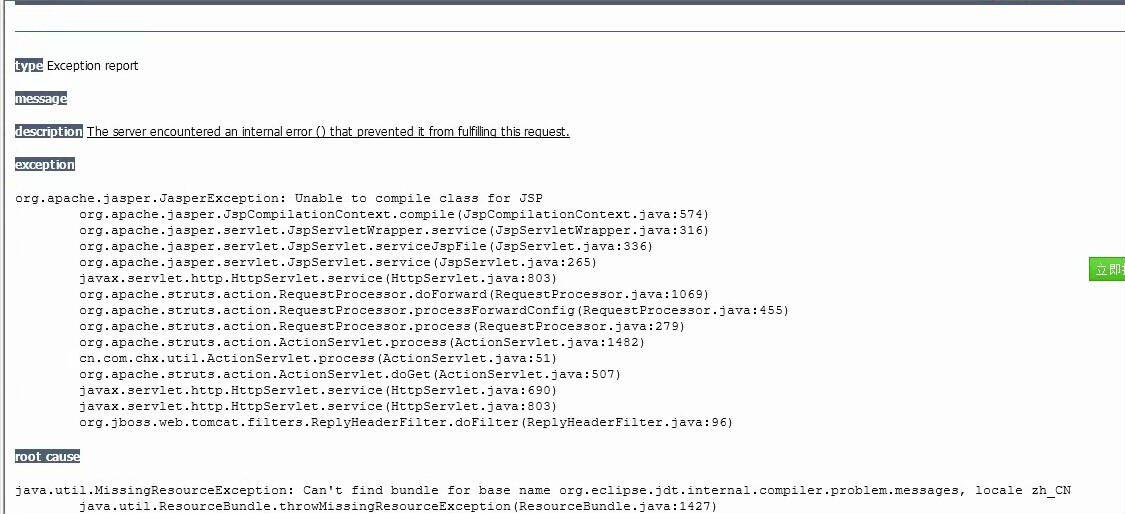 type Exception report
message
description The server encountered an internal error () that prevented it from fulfilling this request.
exception
org.apache.jasper.JasperException: Unable to compile class for JSP
org.apache.jasper.JspCompilationContext.compile(JspCompilationContext.java:574)
org.apache.jasper.servlet.JspServletWrapper.service(JspServletWrapper.java:316)
org.apache.jasper.servlet.JspServlet.serviceJspFile(JspServlet.java:336)
org.apache.jasper.servlet.JspServlet.service(JspServlet.java:265)
javax.servlet.http.HttpServlet.service(HttpServlet.java:803)
org.apache.struts.action.RequestProcessor.doForward(RequestProcessor.java:1069)
org.apache.struts.action.RequestProcessor.processForwardConfig(RequestProcessor.java:455)
org.apache.struts.action.RequestProcessor.process(RequestProcessor.java:279)
org.apache.struts.action.ActionServlet.process(ActionServlet.java:1482)
cn.com.chx.util.ActionServlet.process(ActionServlet.java:51)
org.apache.struts.action.ActionServlet.doGet(ActionServlet.java:507)
javax.servlet.http.HttpServlet.service(HttpServlet.java:690)
javax.servlet.http.HttpServlet.service(HttpServlet.java:803)
org.jboss.web.tomcat.filters.ReplyHeaderFilter.doFilter(ReplyHeaderFilter.java:96)
立即
root cause
java.util.MissingResourceException: Can't find bundle for base name org.eclipse.jdt.internal.compiler.problem.messages, locale zh_CN
java.util.ResourceBundle.throwMissingResourceException(ResourceBundle.java:1427)